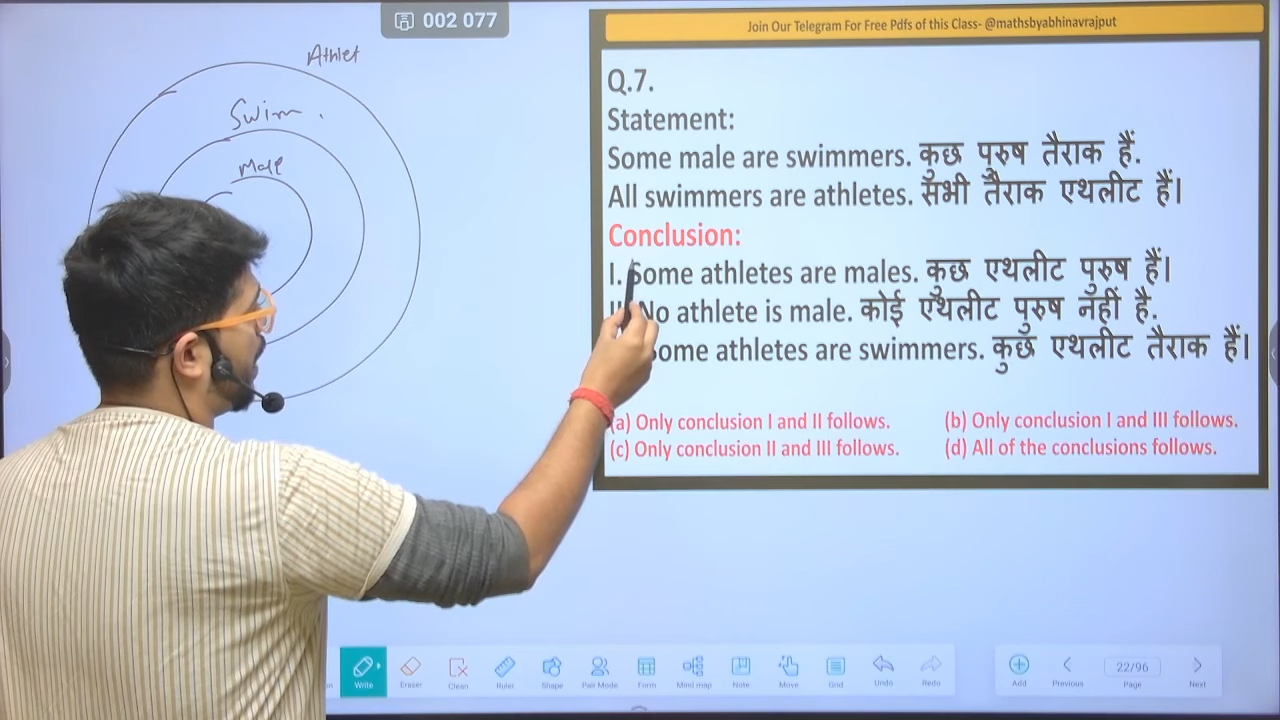 002 077
Athlet
Swim.
Male
Join Our Telegram For Free Pdfs of this Class- @mathsbyabhinavrajput
Q.7.
Statement:
Some male are swimmers. कुछ पुरुष तैराक हैं.
All swimmers are athletes. सभी तैराक एथलीट हैं।
Conclusion:
I. Some athletes are males. कुछ एथलीट पुरुष हैं।
No athlete is male. कोई एथलीट पुरुष नहीं है.
Some athletes are swimmers. कुछ एथलीट तैराक हैं।
(a) Only conclusion I and II follows. (b) Only conclusion I and III follows.
(c) Only conclusion II and III follows. (d) All of the conclusions follows.
Write Eraser Clean Ruler Shape Pair Mode Form Mind map Note Move Grid Undo Redo
Add Previous 22/96 Page Next